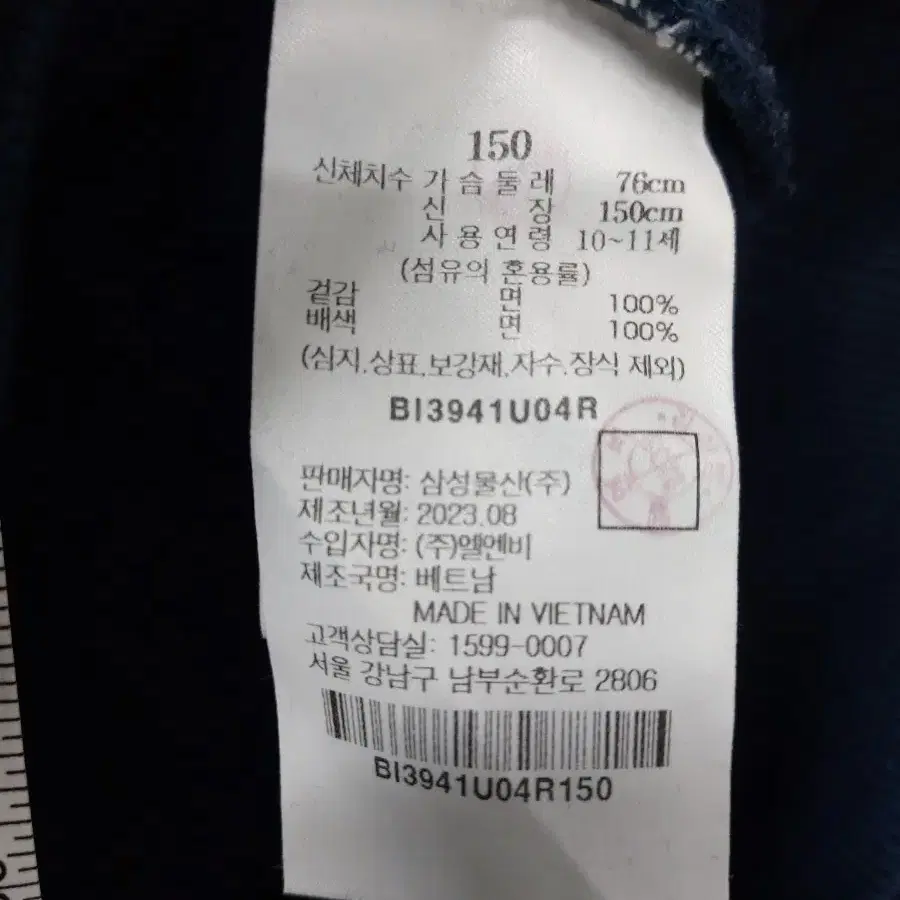 150
신체치수 가슴둘레 76cm
신장 150cm
사용연령 10~11세
(섬유의 혼용률)
겉감 면 100%
배색 면 100%
(심지,상표,보강재,자수,장식 제외)
BI3941U04R
판매자명: 삼성물산(주)
제조년월: 2023.08
수입자명: (주)엘엔비
제조국명: 베트남
MADE IN VIETNAM
고객상담실: 1599-0007
서울 강남구 남부순환로 2806
BI3941U04R150